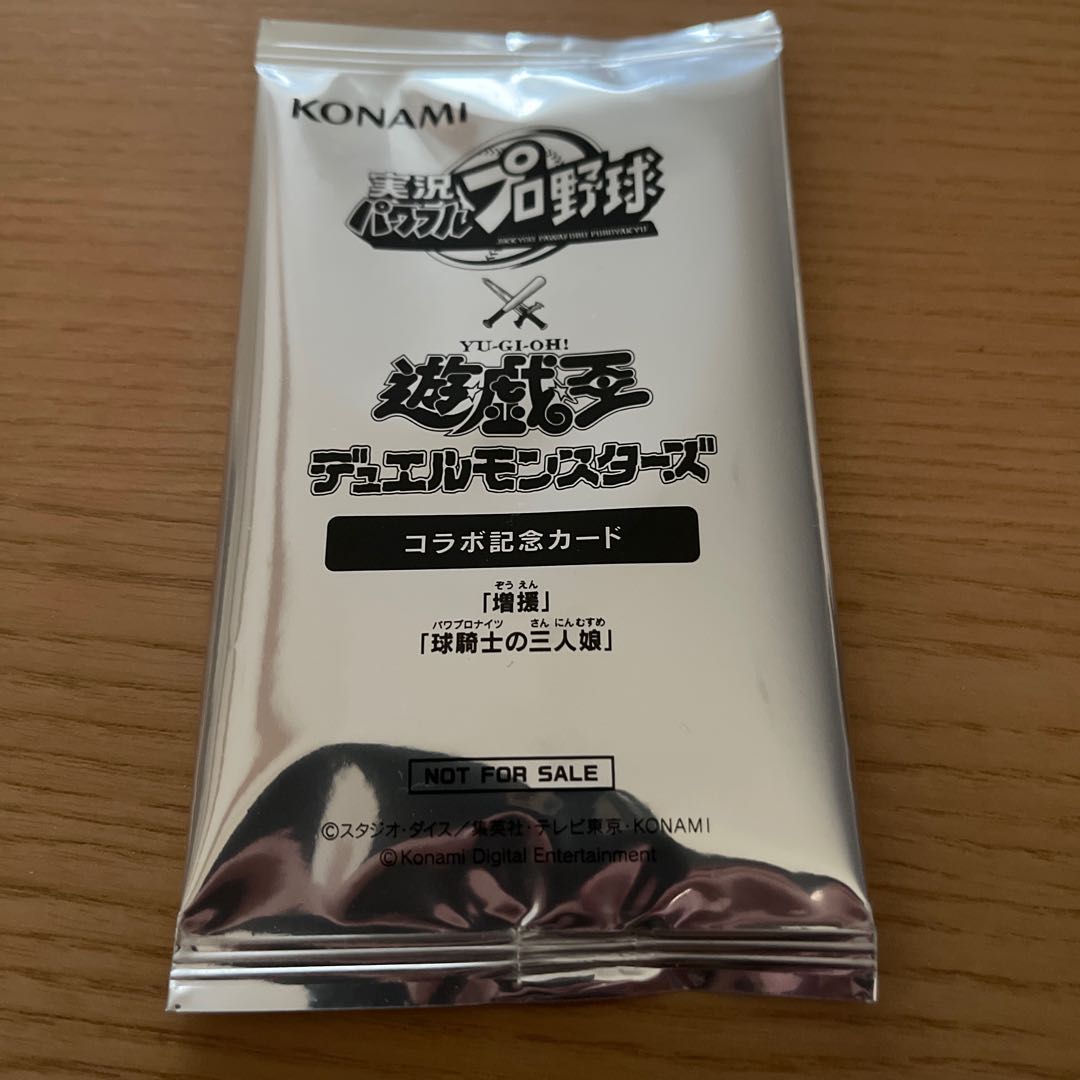 KONAMI
実況
パワフルプロ野球
JIKKYOU PAWAFURU PUROYAKYU
YU-GI-OH!
遊戯王
デュエルモンスターズ
コラボ記念カード
ぞう えん
「増援」
パワプロナイツ さん にん むすめ
「球騎士の三人娘」
NOT FOR SALE
©スタジオ・ダイス／集英社・テレビ東京・KONAMI
©Konami Digital Entertainment